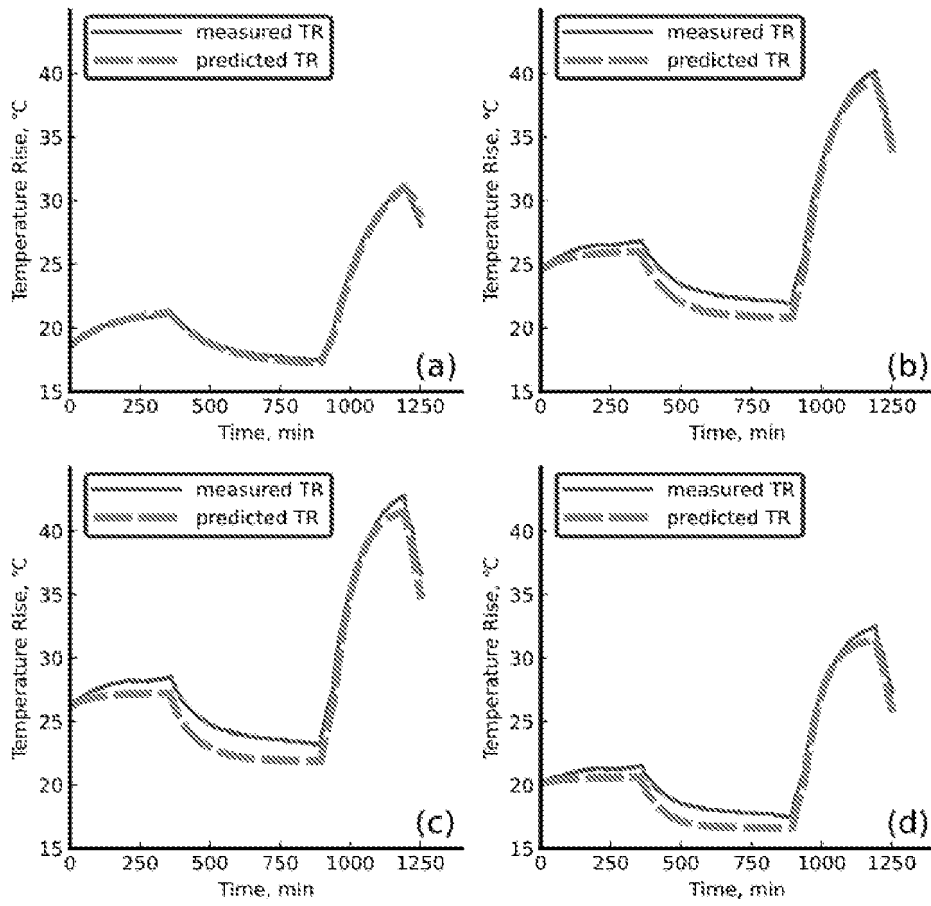 measured TR
predicted TR
40
35
30
25
20
15
Temperature Rise, °C
(a)
0 250 500 750 1000 1250
Time, min
measured TR
predicted TR
40
35
30
25
20
15
Temperature Rise, °C
(b)
0 250 500 750 1000 1250
Time, min
measured TR
predicted TR
40
35
30
25
20
15
Temperature Rise, °C
(c)
0 250 500 750 1000 1250
Time, min
measured TR
predicted TR
40
35
30
25
20
15
Temperature Rise, °C
(d)
0 250 500 750 1000 1250
Time, min